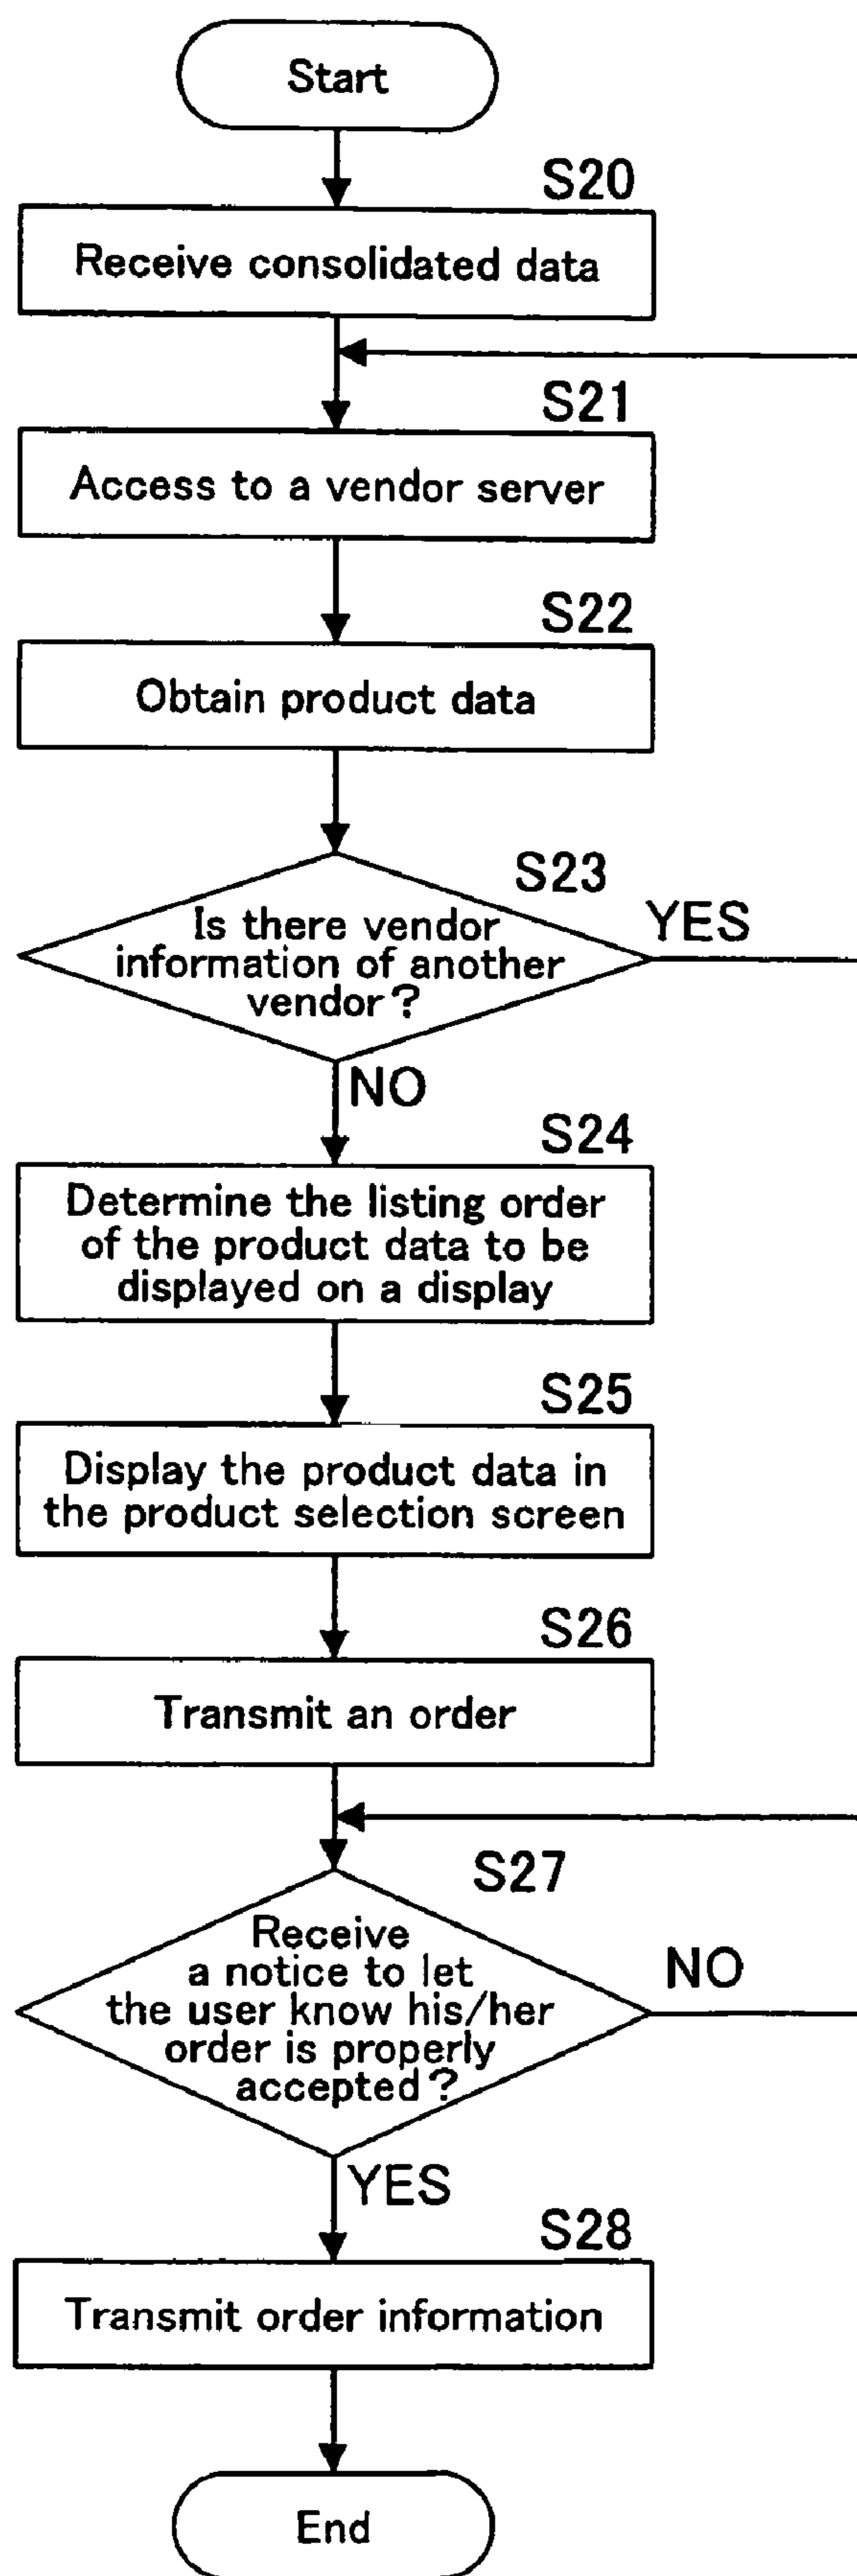 Start
S20
Receive consolidated data
S21
Access to a vendor server
S22
Obtain product data
S23
Is there vendor
information of another
vendor?
YES
NO
S24
Determine the listing order
of the product data to be
displayed on a display
S25
Display the product data in
the product selection screen
S26
Transmit an order
S27
Receive
a notice to let
the user know his/her
order is properly
accepted?
NO
YES
S28
Transmit order information
End